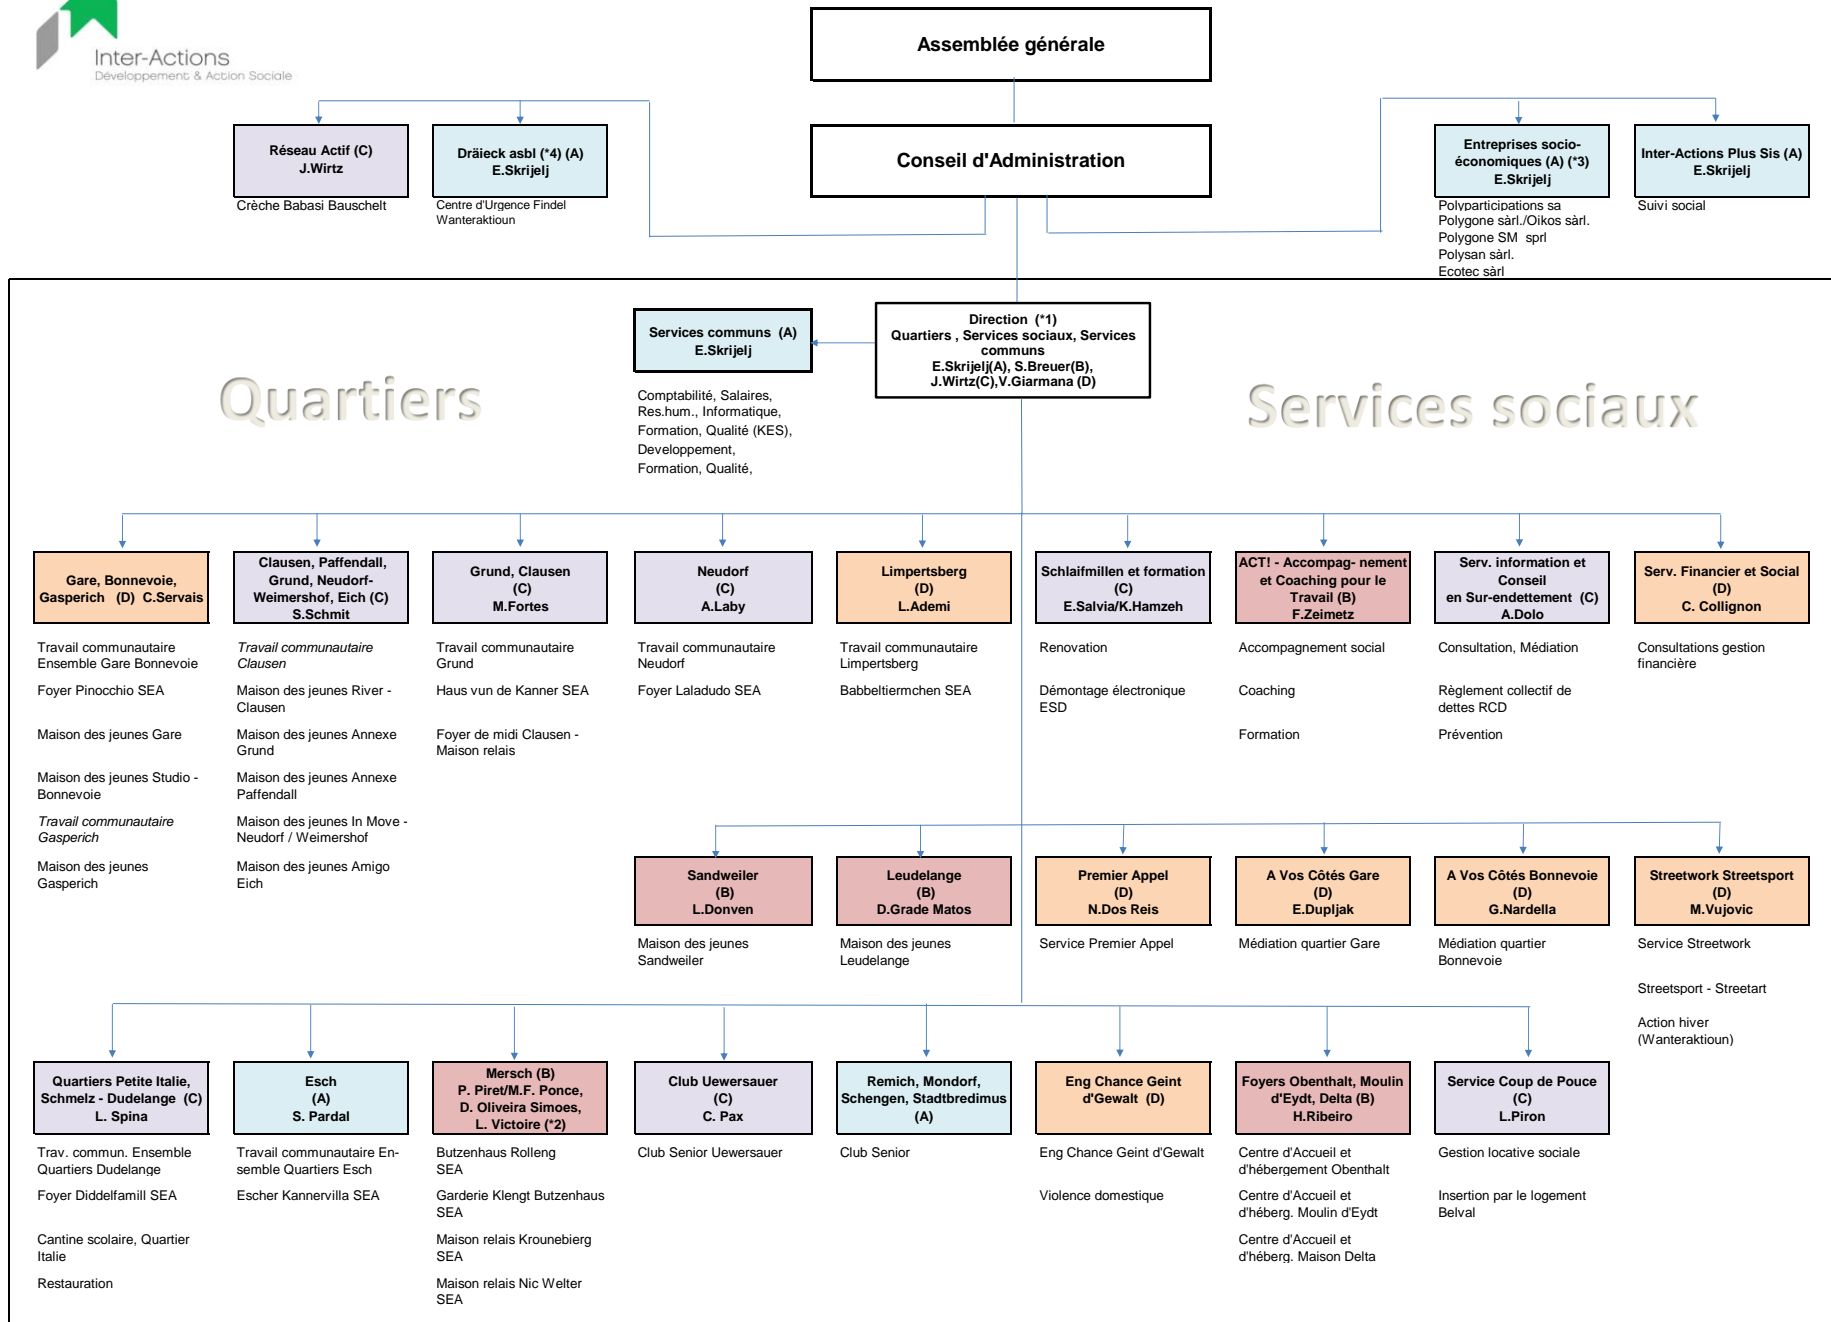 Inter-Actions
Développement & Action Sociale
Assemblée générale
Conseil d'Administration
Réseau Actif (C)
J.Wirtz
Crèche Babasi Bauschelt
Dräieck asbl (*4) (A)
E.Skrijelj
Centre d'Urgence Findel
Wanteraktioun
Entreprises socio-
économiques (A) (*3)
E.Skrijelj
Polyparticipations sa
Polygone sàrl./Oikos sàrl.
Polygone SM sprl
Polysan sàrl.
Ecotec sàrl
Inter-Actions Plus Sis (A)
E.Skrijelj
Suivi social
Direction (*1)
Quartiers , Services sociaux, Services
communs
E.Skrijelj(A), S.Breuer(B),
J.Wirtz(C),V.Giarmana (D)
Services communs (A)
E.Skrijelj
Comptabilité, Salaires,
Res.hum., Informatique,
Formation, Qualité (KES),
Developpement,
Formation, Qualité,
Quartiers
Services sociaux
Gare, Bonnevoie,
Gasperich (D) C.Servais
Travail communautaire
Ensemble Gare Bonnevoie
Foyer Pinocchio SEA
Maison des jeunes Gare
Maison des jeunes Studio -
Bonnevoie
Travail communautaire
Gasperich
Maison des jeunes
Gasperich
Clausen, Paffendall,
Grund, Neudorf-
Weimershof, Eich (C)
S.Schmit
Travail communautaire
Clausen
Maison des jeunes River -
Clausen
Maison des jeunes Annexe
Grund
Maison des jeunes Annexe
Paffendall
Maison des jeunes In Move -
Neudorf / Weimershof
Maison des jeunes Amigo
Eich
Grund, Clausen
(C)
M.Fortes
Travail communautaire
Grund
Haus vun de Kanner SEA
Foyer de midi Clausen -
Maison relais
Neudorf
(C)
A.Laby
Travail communautaire
Neudorf
Foyer Laladudo SEA
Limpertsberg
(D)
L.Ademi
Travail communautaire
Limpertsberg
Babbeltiermchen SEA
Schlaifmillen et formation
(C)
E.Salvia/K.Hamzeh
Renovation
Démontage électronique
ESD
ACT! - Accompag- nement
et Coaching pour le
Travail (B)
F.Zeimetz
Accompagnement social
Coaching
Formation
Serv. information et
Conseil
en Sur-endettement (C)
A.Dolo
Consultation, Médiation
Règlement collectif de
dettes RCD
Prévention
Serv. Financier et Social
(D)
C. Collignon
Consultations gestion
financière
Sandweiler
(B)
L.Donven
Maison des jeunes
Sandweiler
Leudelange
(B)
D.Grade Matos
Maison des jeunes
Leudelange
Premier Appel
(D)
N.Dos Reis
Service Premier Appel
A Vos Côtés Gare
(D)
E.Dupljak
Médiation quartier Gare
A Vos Côtés Bonnevoie
(D)
G.Nardella
Médiation quartier
Bonnevoie
Streetwork Streetsport
(D)
M.Vujovic
Service Streetwork
Streetsport - Streetart
Action hiver
(Wanteraktioun)
Quartiers Petite Italie,
Schmelz - Dudelange (C)
L. Spina
Trav. commun. Ensemble
Quartiers Dudelange
Foyer Diddelfamill SEA
Cantine scolaire, Quartier
Italie
Restauration
Esch
(A)
S. Pardal
Travail communautaire En-
semble Quartiers Esch
Escher Kannervilla SEA
Mersch (B)
P. Piret/M.F. Ponce,
D. Oliveira Simoes,
L. Victoire (*2)
Butzenhaus Rolleng
SEA
Garderie Klengt Butzenhaus
SEA
Maison relais Krounebierg
SEA
Maison relais Nic Welter
SEA
Club Uewersauer
(C)
C. Pax
Club Senior Uewersauer
Remich, Mondorf,
Schengen, Stadtbredimus
(A)
Club Senior
Eng Chance Geint
d'Gewalt (D)
Eng Chance Geint d'Gewalt
Violence domestique
Foyers Obenthalt, Moulin
d'Eydt, Delta (B)
H.Ribeiro
Centre d'Accueil et
d'hébergement Obenthalt
Centre d'Accueil et
d'héberg. Moulin d'Eydt
Centre d'Accueil et
d'héberg. Maison Delta
Service Coup de Pouce
(C)
L.Piron
Gestion locative sociale
Insertion par le logement
Belval